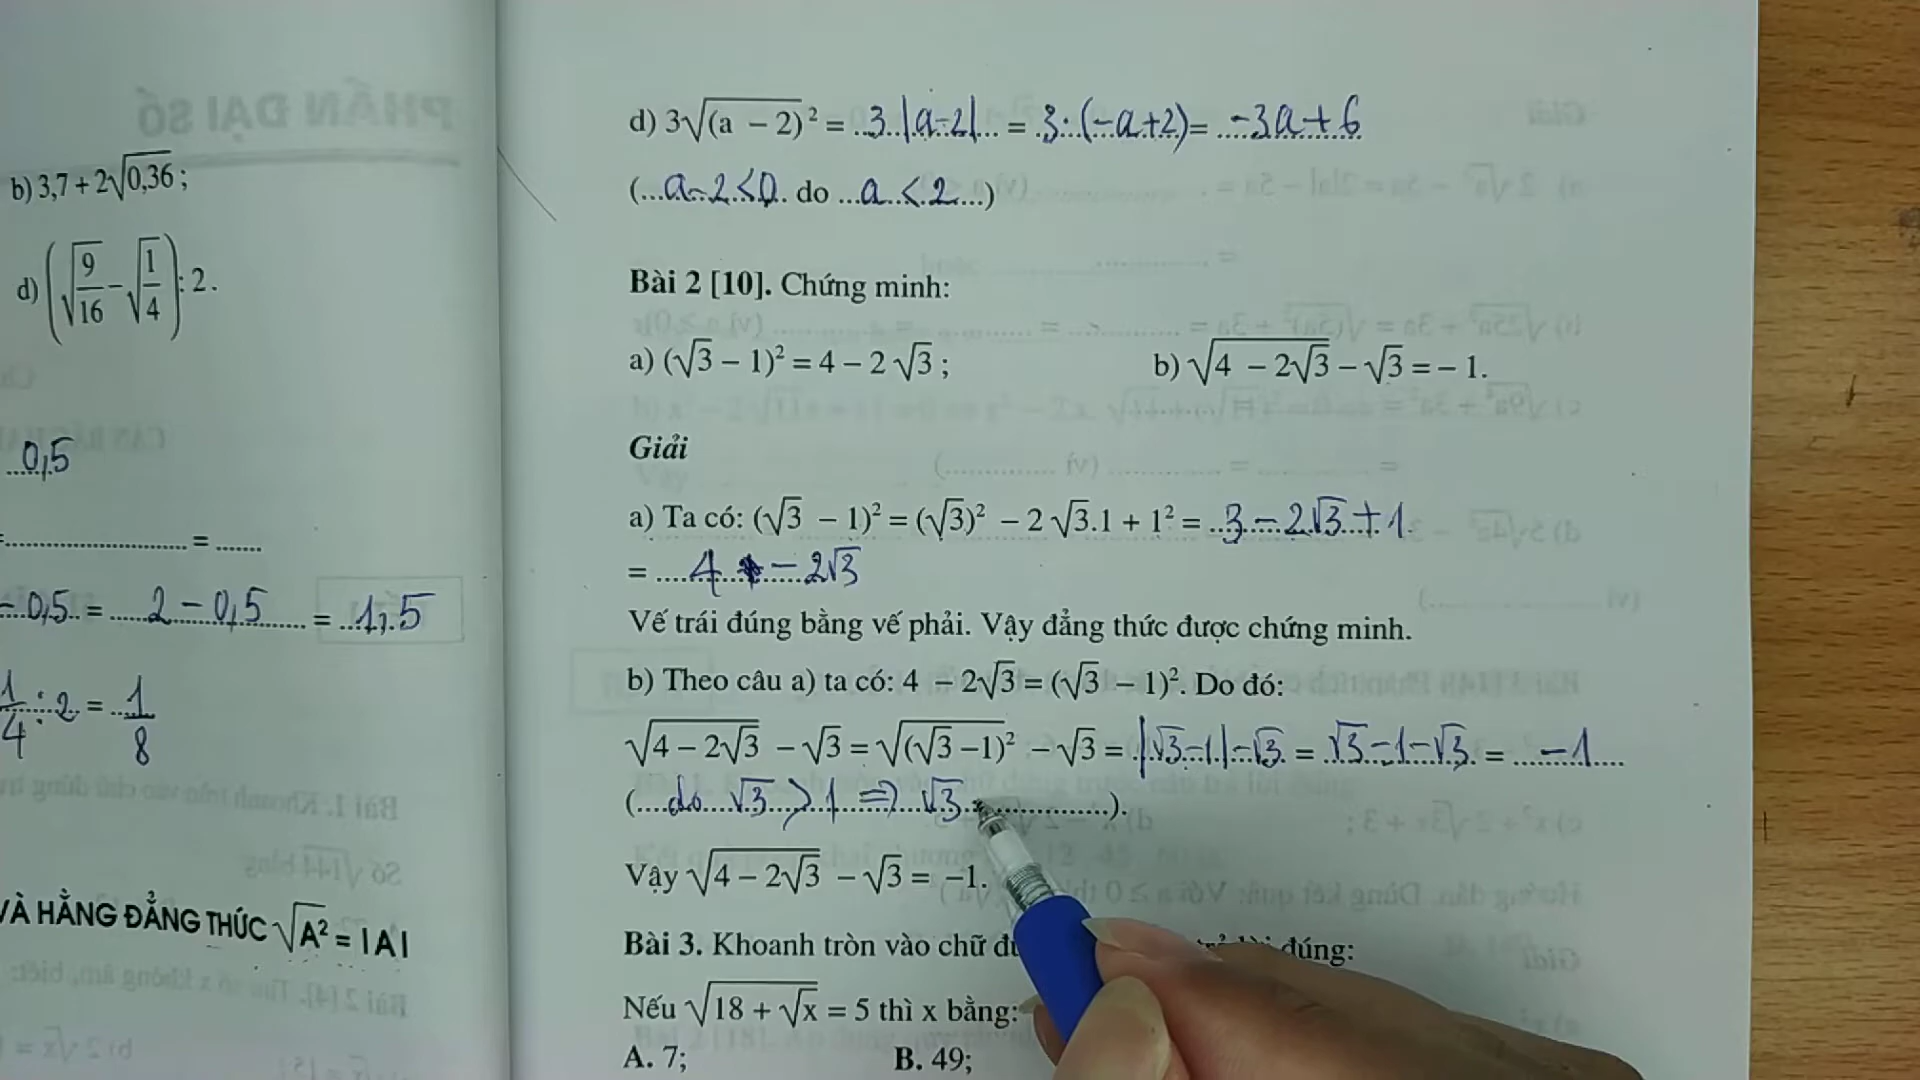 b) 3,7 + 2√0,36 ;
d) (√9/16 − √1/4) : 2 .
...0,5
=.......................... = .......
− 0,5 = ....2 − 0,5..... = ..1,5
1/4 : 2 = 1/8
VÀ HẰNG ĐẲNG THỨC √A² = |A|
d) 3√(a − 2)² = ...3.|a−2|... = .3.(−a+2) = ..−3a+6
(...a−2<0. do ...a < 2....)
Bài 2 [10]. Chứng minh:
a) (√3 − 1)² = 4 − 2√3 ; b) √(4 − 2√3) − √3 = − 1.
Giải
a) Ta có: (√3 − 1)² = (√3)² − 2√3.1 + 1² = ..3 − 2√3 + 1
= .... 4 − 2√3
Vế trái đúng bằng vế phải. Vậy đẳng thức được chứng minh.
b) Theo câu a) ta có: 4 − 2√3 = (√3 − 1)². Do đó:
√(4 − 2√3) − √3 = √(√3 −1)² − √3 = |√3−1|−√3 = √3−1−√3 = ...−1....
(....do √3 > 1 => √3 ..............).
Vậy √(4 − 2√3) − √3 = −1.
Bài 3. Khoanh tròn vào chữ đúng:
Nếu √(18 + √x) = 5 thì x bằng:
A. 7; B. 49;